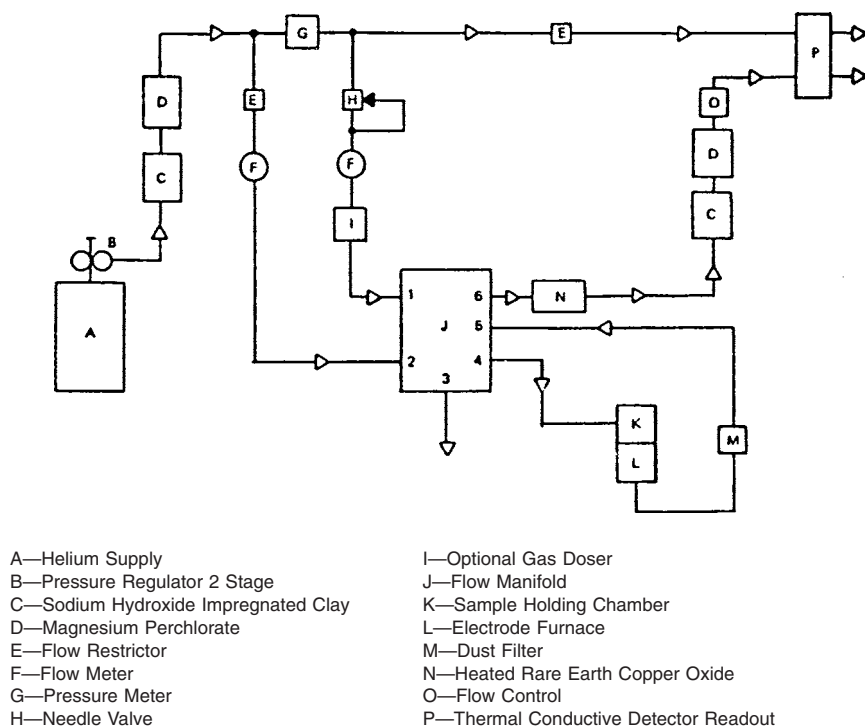 G
E
P
D
E
H
O
F
F
D
C
I
C
B
1
6
N
A
J
5
2
4
3
K
M
L
A—Helium Supply
B—Pressure Regulator 2 Stage
C—Sodium Hydroxide Impregnated Clay
D—Magnesium Perchlorate
E—Flow Restrictor
F—Flow Meter
G—Pressure Meter
H—Needle Valve
I—Optional Gas Doser
J—Flow Manifold
K—Sample Holding Chamber
L—Electrode Furnace
M—Dust Filter
N—Heated Rare Earth Copper Oxide
O—Flow Control
P—Thermal Conductive Detector Readout